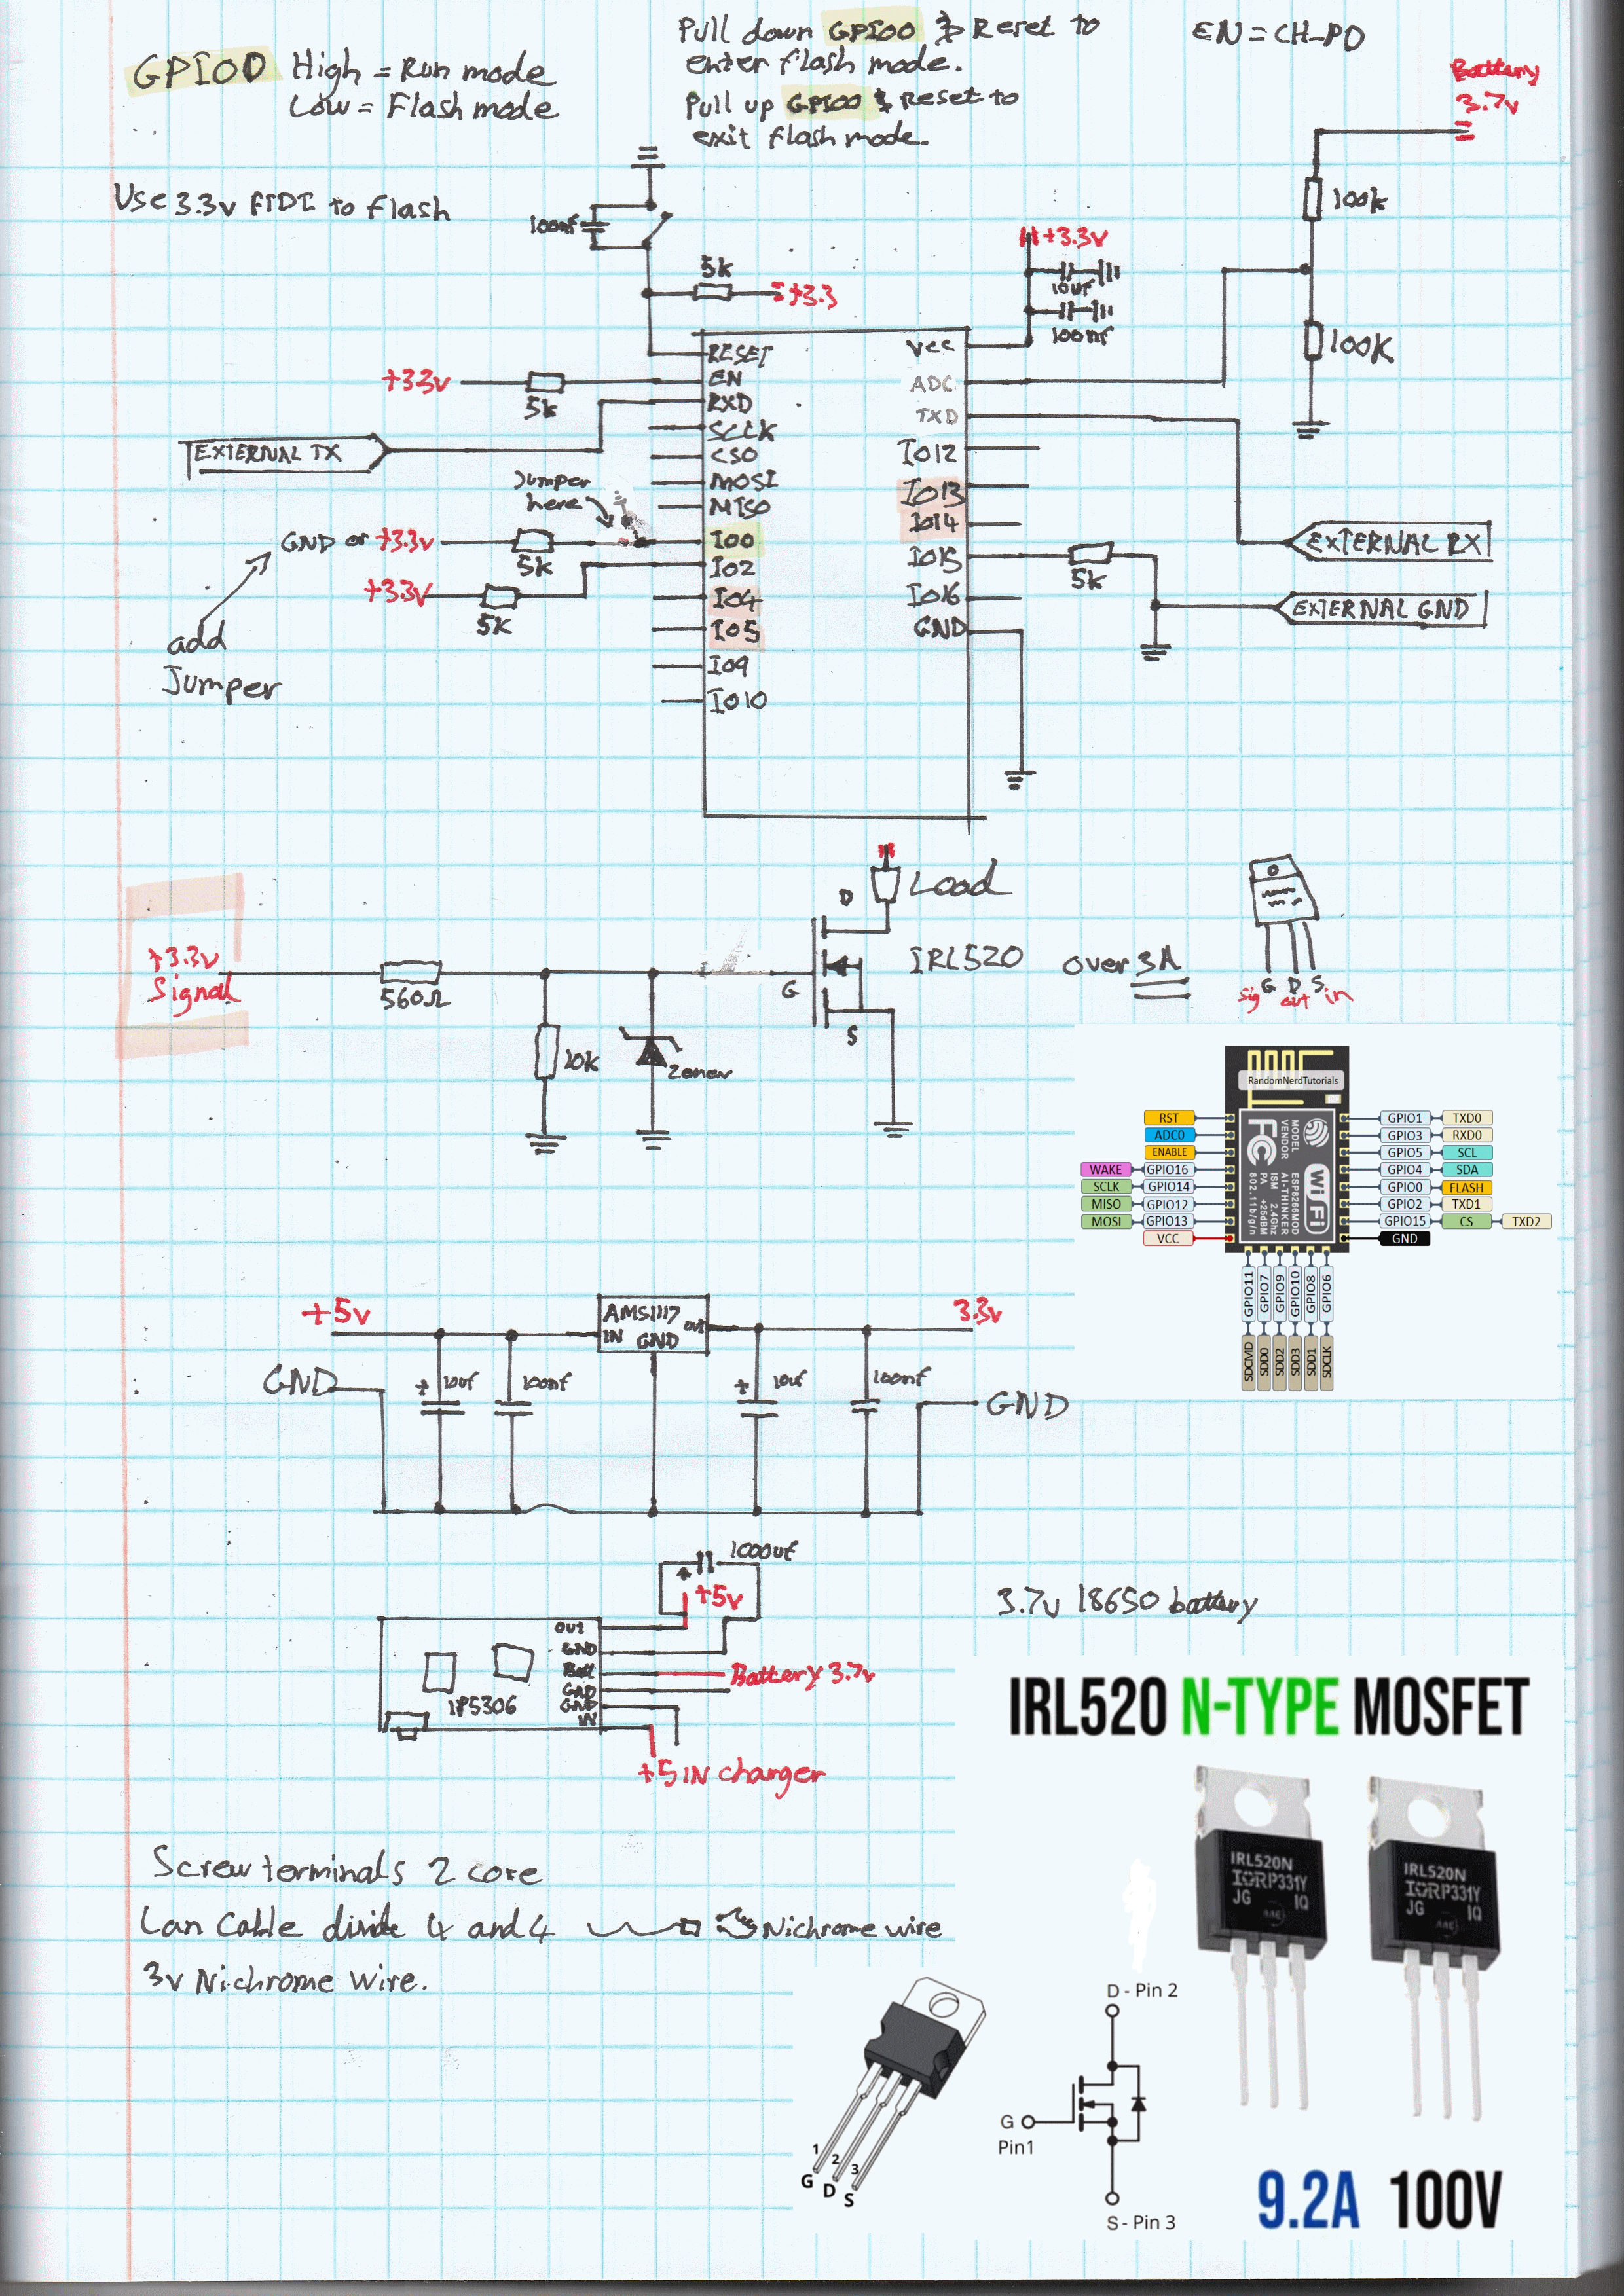 GPIO0 High = Run mode
Low = Flash mode
Pull down GPIO0 & Reset to
enter flash mode.
Pull up GPIO0 & Reset to
exit flash mode.
EN = CH-PD
Battery
3.7v
Use 3.3v FTDI to flash
100nf
5k
+3.3
+3.3v
10uf
100nf
100k
100K
RESET
EN
RXD
SCLK
CSO
MOSI
MISO
IO0
IO2
IO4
IO5
IO9
IO10
VCC
ADC
TXD
IO12
IO13
IO14
IO15
IO16
GND
+3.3v
5k
EXTERNAL TX
Jumper
here
GND or +3.3v
5k
+3.3v
5k
add
Jumper
5k
EXTERNAL RX
EXTERNAL GND
+3.3v
Signal
560Ω
10k
Zener
G
D
S
Load
IRL520
over 3A
G D S
sig out in
RandomNerdTutorials
MODEL
VENDOR
ESP8266MOD
AI-THINKER
ISM 2.4GHz
PA +25dBM
802.11b/g/n
FC
WiFi
RST
ADC0
ENABLE
WAKE GPIO16
SCLK GPIO14
MISO GPIO12
MOSI GPIO13
VCC
GPIO1 TXD0
GPIO3 RXD0
GPIO5 SCL
GPIO4 SDA
GPIO0 FLASH
GPIO2 TXD1
GPIO15 CS TXD2
GND
GPIO11 GPIO7 GPIO9 GPIO10 GPIO8 GPIO6
SDCMD SDD0 SDD2 SDD3 SDD1 SDCLK
+5v
AMS1117
IN GND out
3.3v
GND
+ 10uf
100nf
+ 10uf
100nf
GND
1000uf
+
+5v
out
GND
Batt
GND
GND
IN
IP5306
Battery 3.7v
+5 IN charger
3.7v 18650 battery
IRL520 N-TYPE MOSFET
IRL520N
IORP331Y
JG IQ
IRL520N
IORP331Y
JG IQ
Screw terminals 2 core
Lan Cable divide 4 and 4 Nichrome wire
3v Nichrome wire.
1
2
3
G
D
S
D - Pin 2
G
Pin1
S - Pin 3
9.2A 100V